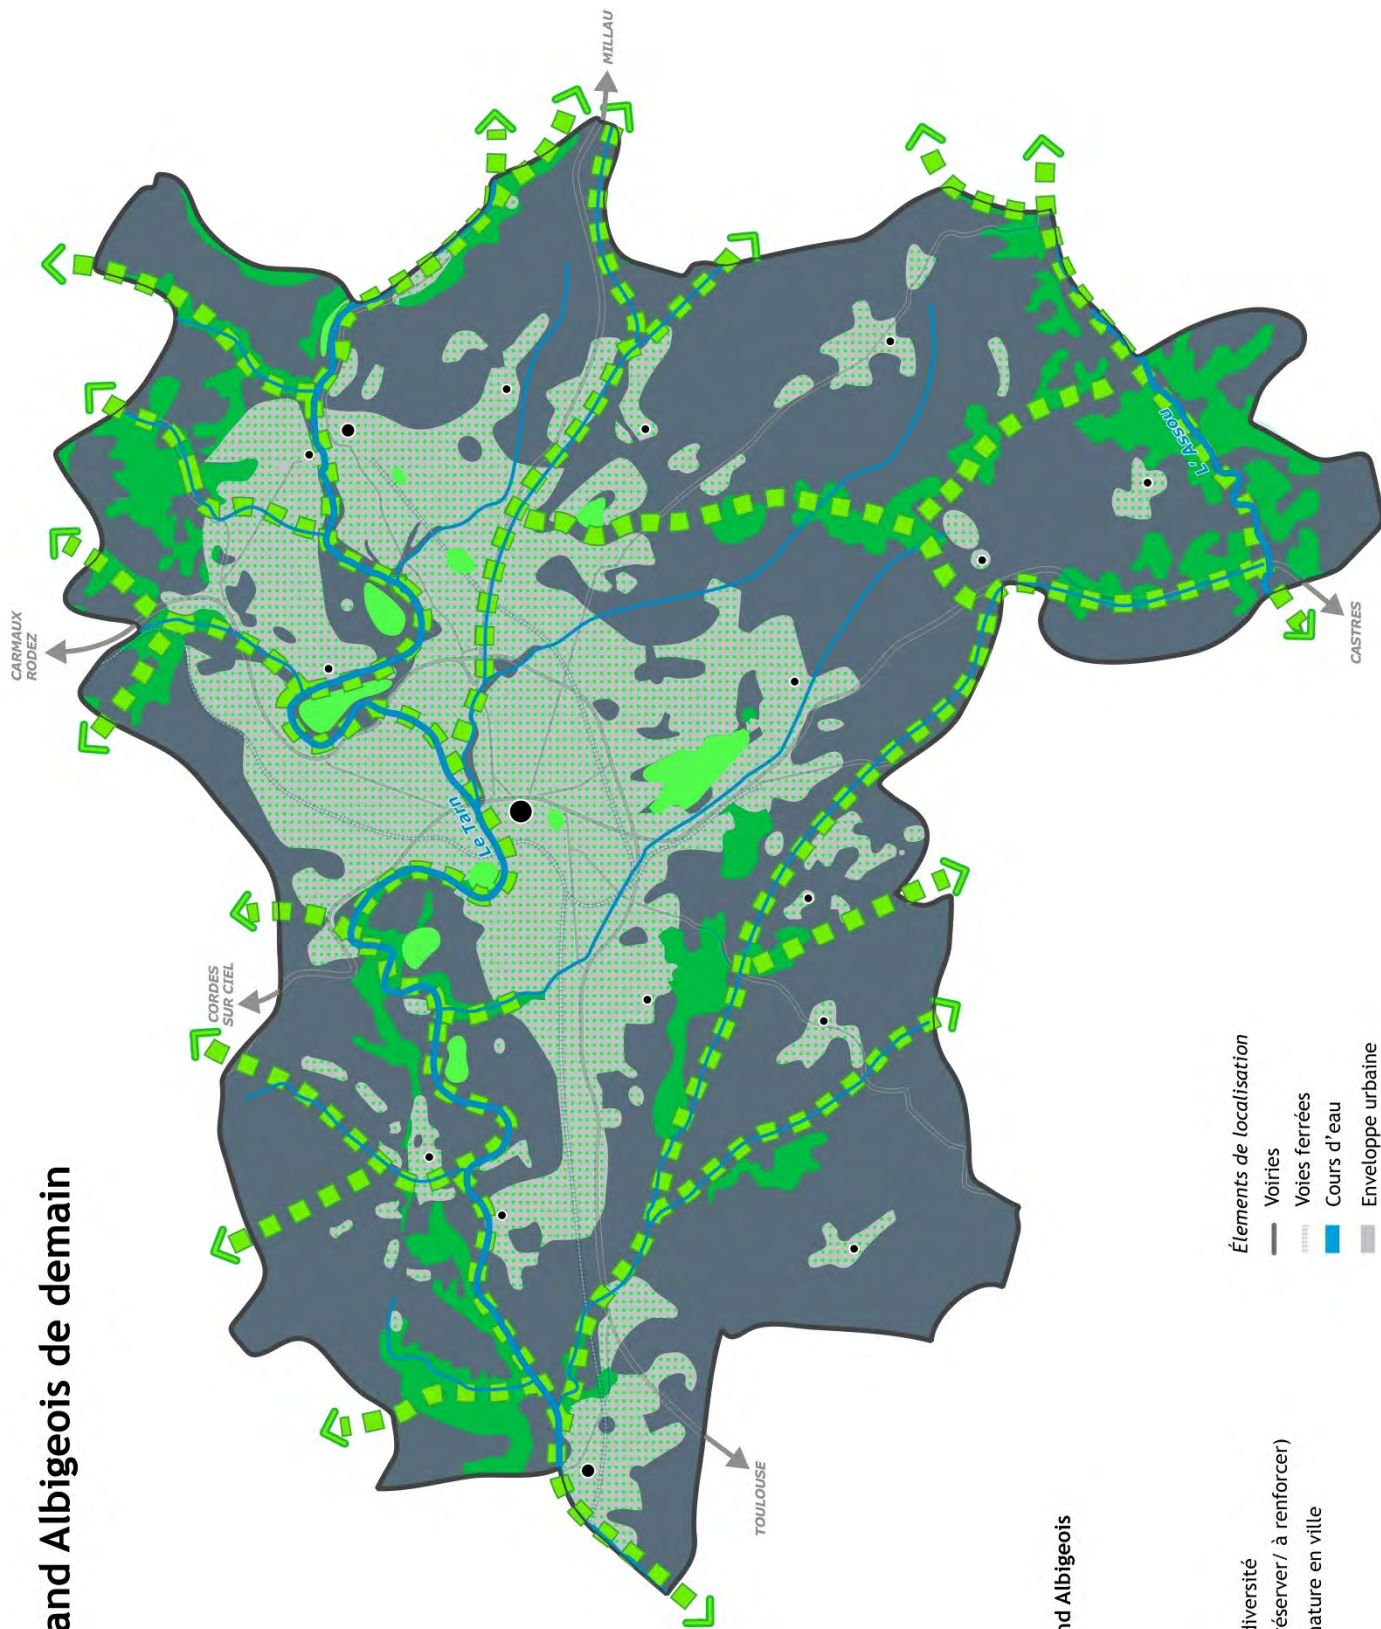 and Albigeois de demain
CARMAUX
RODEZ
MILLAU
CORDES
SUR CIEL
Le Tarn
L'Assou
CASTRES
TOULOUSE
nd Albigeois
diversité
réserver/ à renforcer)
nature en ville
Élements de localisation
Voiries
Voies ferrées
Cours d'eau
Enveloppe urbaine